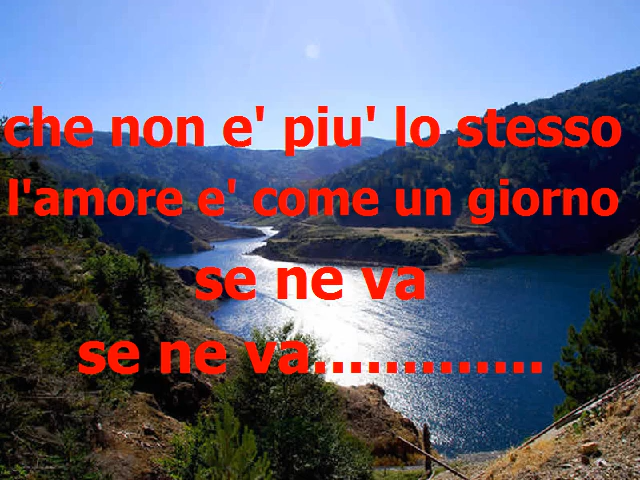 che non e' piu' lo stesso
l'amore e' come un giorno
se ne va
se ne va............